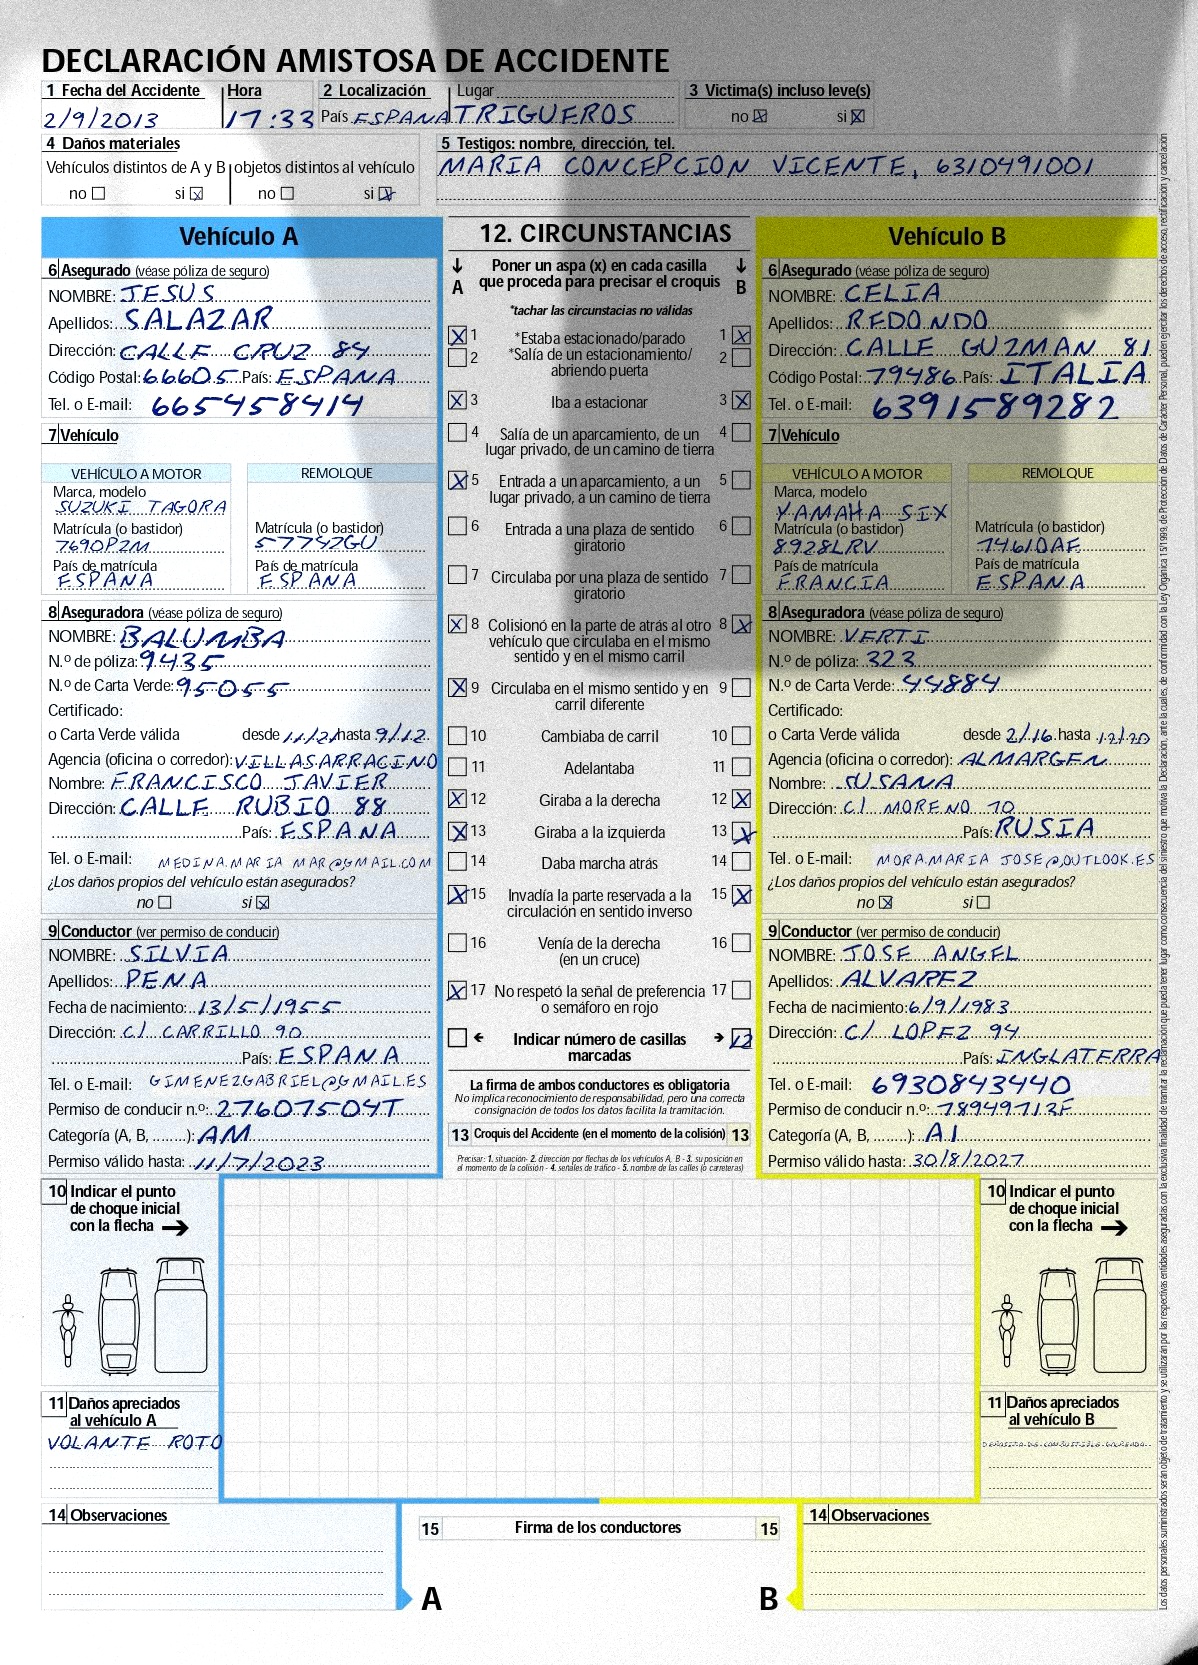 DECLARACIÓN AMISTOSA DE ACCIDENTE
1 Fecha del Accidente Hora 2 Localización Lugar 3 Victima(s) incluso leve(s)
2/9/2013 17:33 País ESPANA TRIGUEROS no si
4 Daños materiales
Vehículos distintos de A y B objetos distintos al vehículo
no si no si
5 Testigos: nombre, dirección, tel.
MARIA CONCEPCION VICENTE, 6310491001
Vehículo A
6 Asegurado (véase póliza de seguro)
NOMBRE: JESUS
Apellidos: SALAZAR
Dirección: CALLE CRUZ 84
Código Postal: 66605 País: ESPANA
Tel. o E-mail: 665458414
7 Vehículo
VEHÍCULO A MOTOR REMOLQUE
Marca, modelo
SUZUKI TAGORA
Matrícula (o bastidor) Matrícula (o bastidor)
7690PZM 5775ZGU
País de matrícula País de matrícula
ESPANA ESPANA
8 Aseguradora (véase póliza de seguro)
NOMBRE: BALUMBA
N.º de póliza: 9435
N.º de Carta Verde: 95055
Certificado:
o Carta Verde válida desde 11/21 hasta 9/12
Agencia (oficina o corredor): VILLASARRACINO
Nombre: FRANCISCO JAVIER
Dirección: CALLE RUBIO 88
País: ESPANA
Tel. o E-mail: MEDINA.MARIA MAR@GMAIL.COM
¿Los daños propios del vehículo están asegurados?
no si
9 Conductor (ver permiso de conducir)
NOMBRE: SILVIA
Apellidos: PENA
Fecha de nacimiento: 13/5/1955
Dirección: C/ CARRILLO 90
País: ESPANA
Tel. o E-mail: GIMENEZGABRIEL@GMAIL.ES
Permiso de conducir n.º: 27607504T
Categoría (A, B, ........): AM
Permiso válido hasta: 11/7/2023
12. CIRCUNSTANCIAS
A Poner un aspa (x) en cada casilla que proceda para precisar el croquis B
*tachar las circunstacias no válidas
1 *Estaba estacionado/parado 1
2 *Salía de un estacionamiento/ 2
abriendo puerta
3 Iba a estacionar 3
4 Salía de un aparcamiento, de un 4
lugar privado, de un camino de tierra
5 Entrada a un aparcamiento, a un 5
lugar privado, a un camino de tierra
6 Entrada a una plaza de sentido 6
giratorio
7 Circulaba por una plaza de sentido 7
giratorio
8 Colisionó en la parte de atrás al otro 8
vehículo que circulaba en el mismo
sentido y en el mismo carril
9 Circulaba en el mismo sentido y en 9
carril diferente
10 Cambiaba de carril 10
11 Adelantaba 11
12 Giraba a la derecha 12
13 Giraba a la izquierda 13
14 Daba marcha atrás 14
15 Invadía la parte reservada a la 15
circulación en sentido inverso
16 Venía de la derecha 16
(en un cruce)
17 No respetó la señal de preferencia 17
o semáforo en rojo
Indicar número de casillas 12
marcadas
La firma de ambos conductores es obligatoria
No implica reconocimiento de responsabilidad, pero una correcta
consignación de todos los datos facilita la tramitación.
13 Croquis del Accidente (en el momento de la colisión) 13
Precisar: 1. situación- 2. dirección por flechas de los vehículos A, B - 3. su posición en
el momento de la colisión - 4. señales de tráfico - 5. nombre de las calles (o carreteras)
Vehículo B
6 Asegurado (véase póliza de seguro)
NOMBRE: CELIA
Apellidos: REDONDO
Dirección: CALLE GUZMAN 81
Código Postal: 79486 País: ITALIA
Tel. o E-mail: 6391589282
7 Vehículo
VEHÍCULO A MOTOR REMOLQUE
Marca, modelo
YAMAHA SIX
Matrícula (o bastidor) Matrícula (o bastidor)
8928LRV 7461DAE
País de matrícula País de matrícula
FRANCIA ESPANA
8 Aseguradora (véase póliza de seguro)
NOMBRE: VERTI
N.º de póliza: 323
N.º de Carta Verde: 44884
Certificado:
o Carta Verde válida desde 2/16 hasta 12/20
Agencia (oficina o corredor): ALMARGEN
Nombre: SUSANA
Dirección: C/ MORENO 70
País: RUSIA
Tel. o E-mail: MORA.MARIA JOSE@OUTLOOK.ES
¿Los daños propios del vehículo están asegurados?
no si
9 Conductor (ver permiso de conducir)
NOMBRE: JOSE ANGEL
Apellidos: ALVAREZ
Fecha de nacimiento: 6/9/1983
Dirección: C/ LOPEZ 94
País: INGLATERRA
Tel. o E-mail: 6930843440
Permiso de conducir n.º: 78949713F
Categoría (A, B, ........): A1
Permiso válido hasta: 30/8/2027
10 Indicar el punto
de choque inicial
con la flecha
11 Daños apreciados
al vehículo A
VOLANTE ROTO
10 Indicar el punto
de choque inicial
con la flecha
11 Daños apreciados
al vehículo B
14 Observaciones
15 Firma de los conductores 15
A B
14 Observaciones
Los datos personales suministrados serán objeto de tratamiento y se utilizarán por las respectivas entidades aseguradas con la exclusiva finalidad de tramitar la reclamación que pueda tener lugar como consecuencia del siniestro que motiva la Declaración, ante la cuales, de conformidad con la Ley Orgánica 15/1999, de Protección de Datos de Carácter Personal, pueden ejercitar los derechos de acceso, rectificación y cancelación